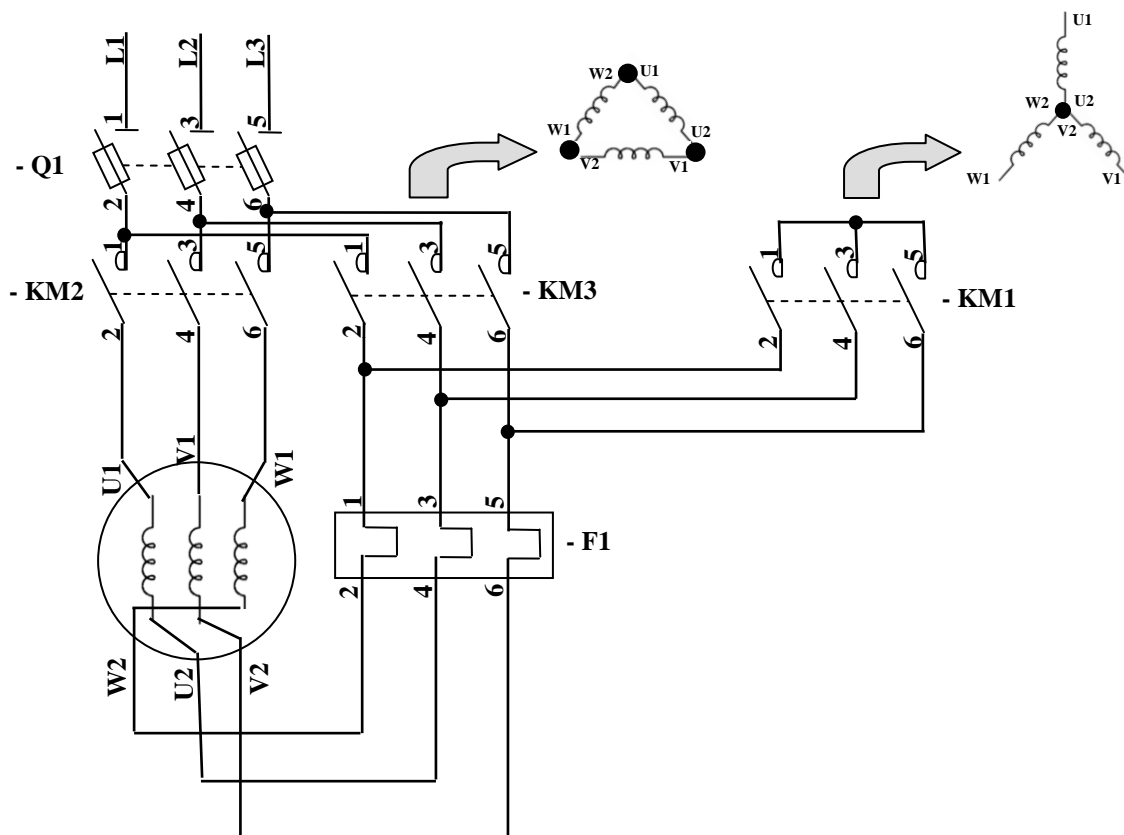 L1 L2 L3
1 3 5
- Q1
2 4 6
W2 U1
W1 U2
V2 V1
U1
W2 U2
V2
W1 V1
1 3 5
- KM2
2 4 6
1 3 5
- KM3
2 4 6
1 3 5
- KM1
2 4 6
U1 V1 W1
1 3 5
- F1
2 4 6
W2 U2 V2